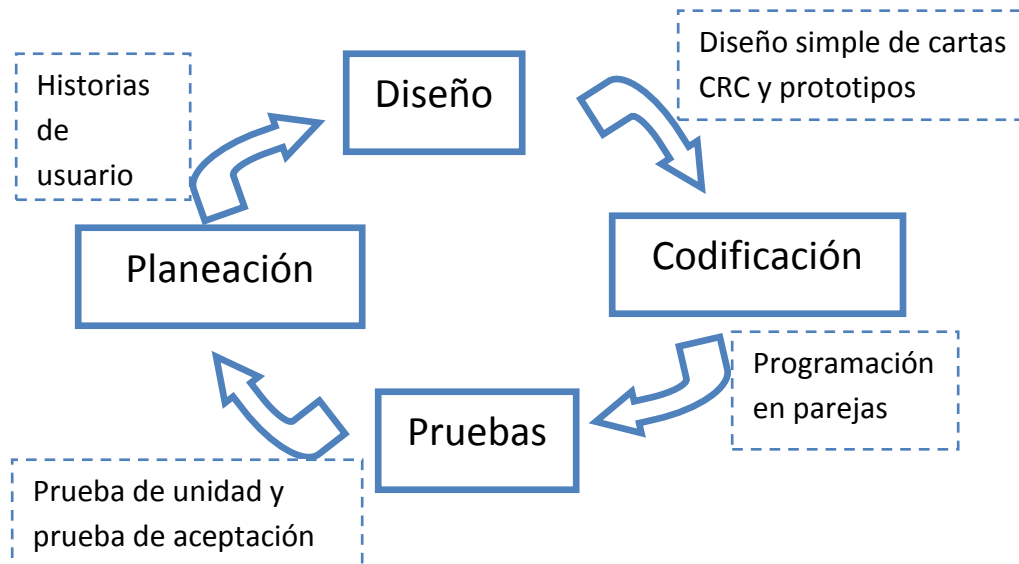 Historias
de
usuario
Diseño
Diseño simple de cartas
CRC y prototipos
Planeación
Codificación
Programación
en parejas
Pruebas
Prueba de unidad y
prueba de aceptación